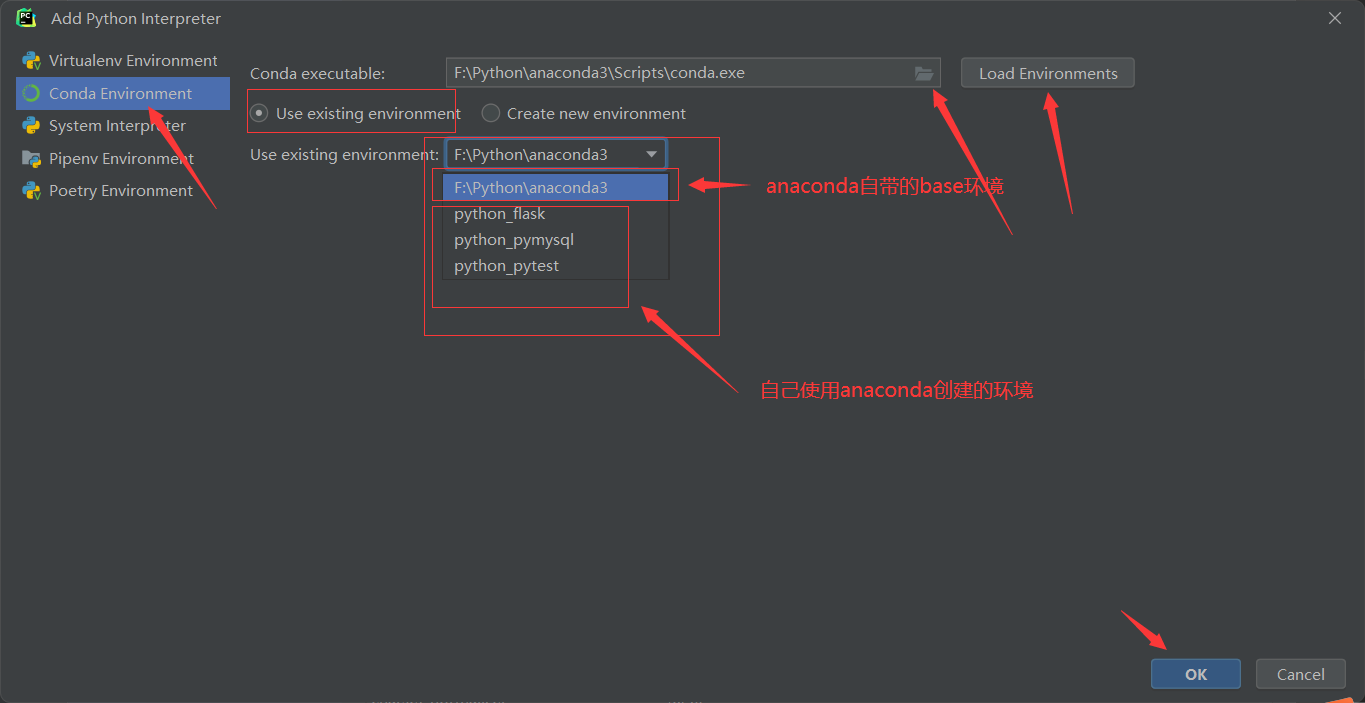 PC
Add Python Interpreter
Virtualenv Environment
Conda Environment
System Interpreter
Pipenv Environment
Poetry Environment
Conda executable:
F:\Python\anaconda3\Scripts\conda.exe
Load Environments
Use existing environment
Create new environment
Use existing environment:
F:\Python\anaconda3
F:\Python\anaconda3
anaconda自带的base环境
python_flask
python_pymysql
python_pytest
自己使用anaconda创建的环境
OK
Cancel